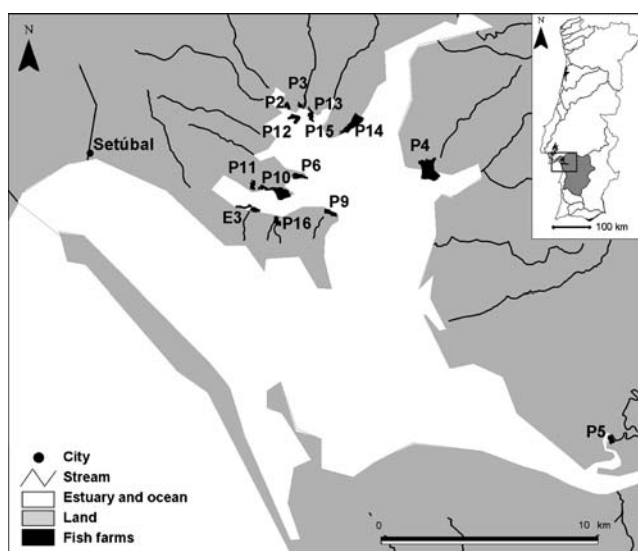 N
N
P3
P2
P13
P12
P15
P14
Setúbal
P4
P6
P11
P10
100 km
E3
P9
P16
P5
City
Stream
Estuary and ocean
Land
Fish farms
0
10
km